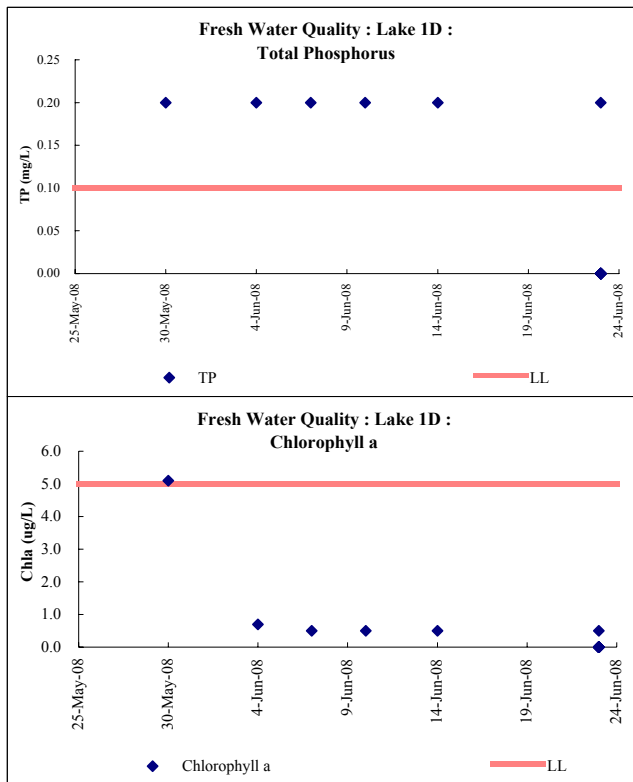 Fresh Water Quality : Lake 1D :
Total Phosphorus
0.25
0.20
0.15
0.10
0.05
0.00
TP (mg/L)
25-May-08
30-May-08
4-Jun-08
9-Jun-08
14-Jun-08
19-Jun-08
24-Jun-08
TP
LL
Fresh Water Quality : Lake 1D :
Chlorophyll a
6.0
5.0
4.0
3.0
2.0
1.0
0.0
Chla (ug/L)
25-May-08
30-May-08
4-Jun-08
9-Jun-08
14-Jun-08
19-Jun-08
24-Jun-08
Chlorophyll a
LL